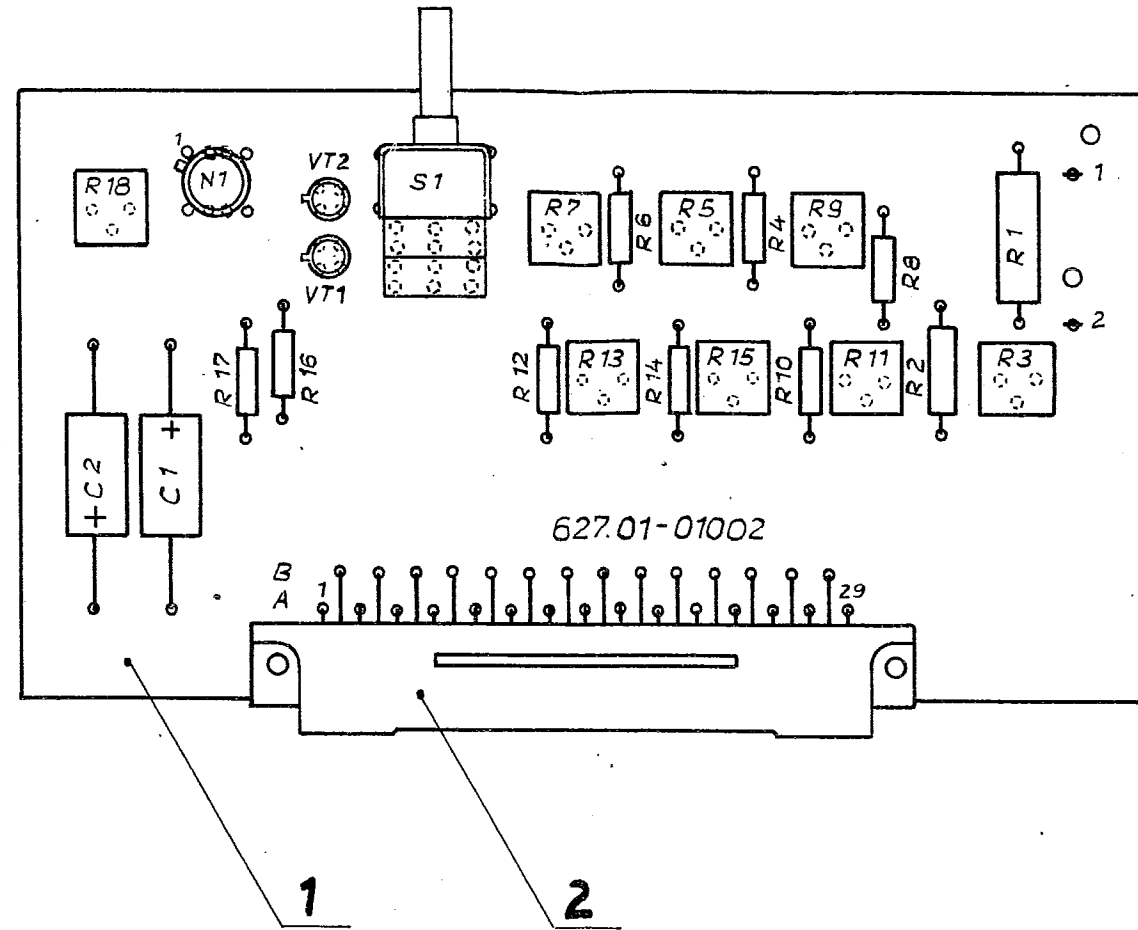 1
N1
R18
VT2
VT1
S1
R7
R6
R5
R4
R9
R8
R1
1
2
R17
R16
R12
R13
R14
R15
R10
R11
R2
R3
C2
+
C1
+
627.01-01002
B
A
1
29
1
2